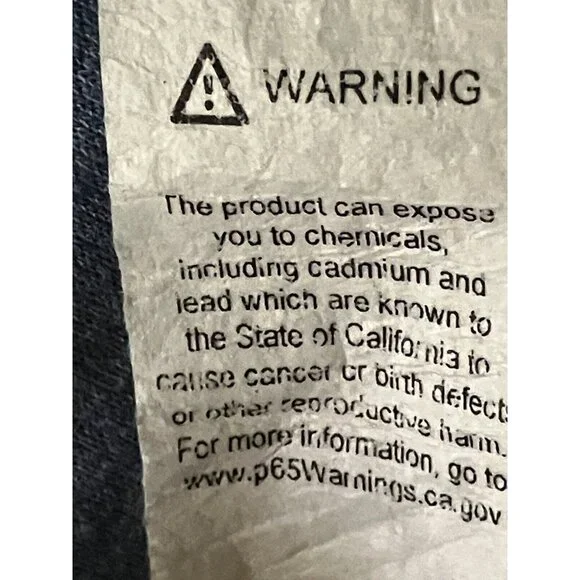 WARNING
The product can expose
you to chemicals,
including cadmium and
lead which are known to
the State of California to
cause cancer or birth defects
or other reproductive harm.
For more information, go to
www.p65Warnings.ca.gov